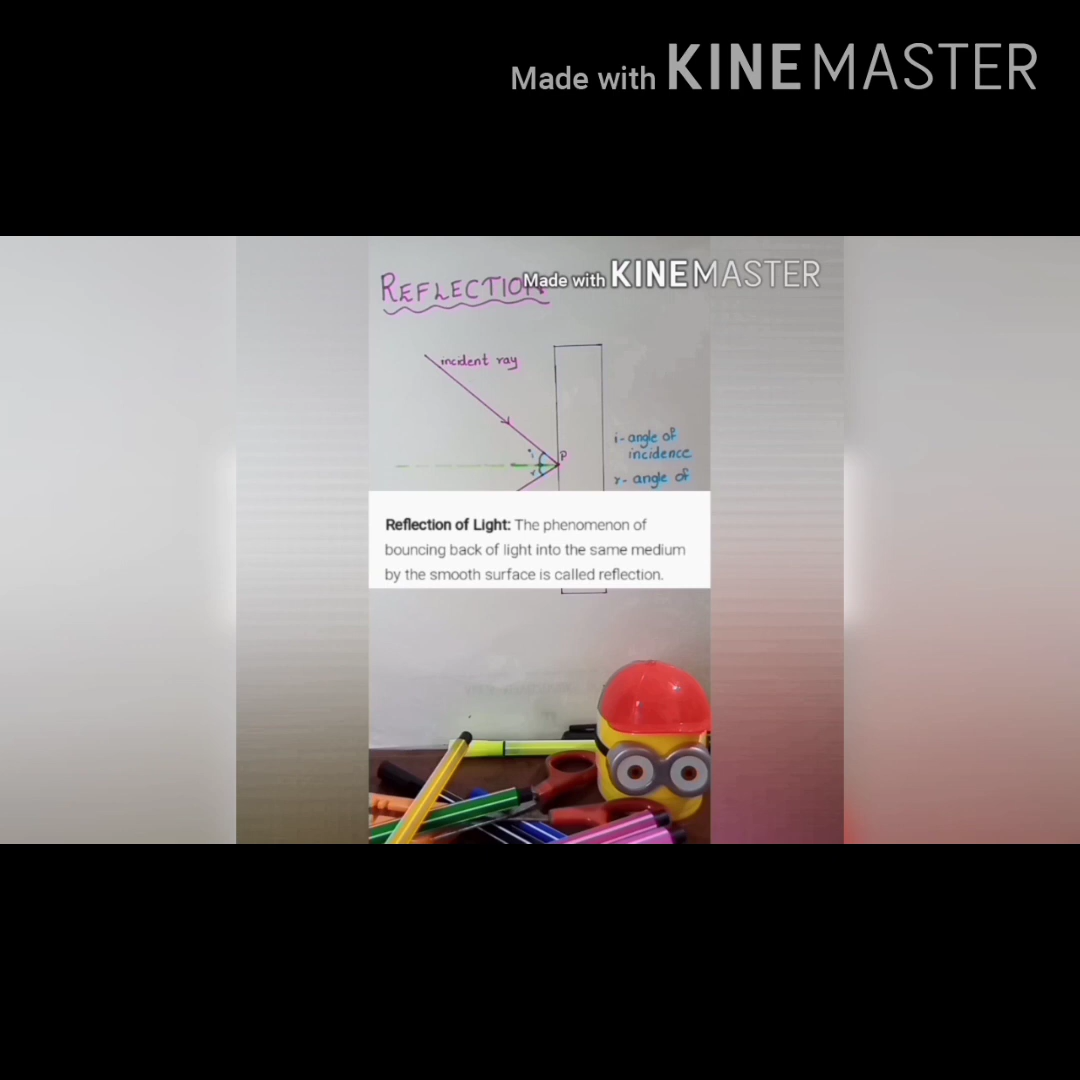 Made with KINEMASTER
Made with KINEMASTER
REFLECTION
incident ray
i
P
r
i- angle of
incidence
r- angle of
Reflection of Light: The phenomenon of
bouncing back of light into the same medium
by the smooth surface is called reflection.